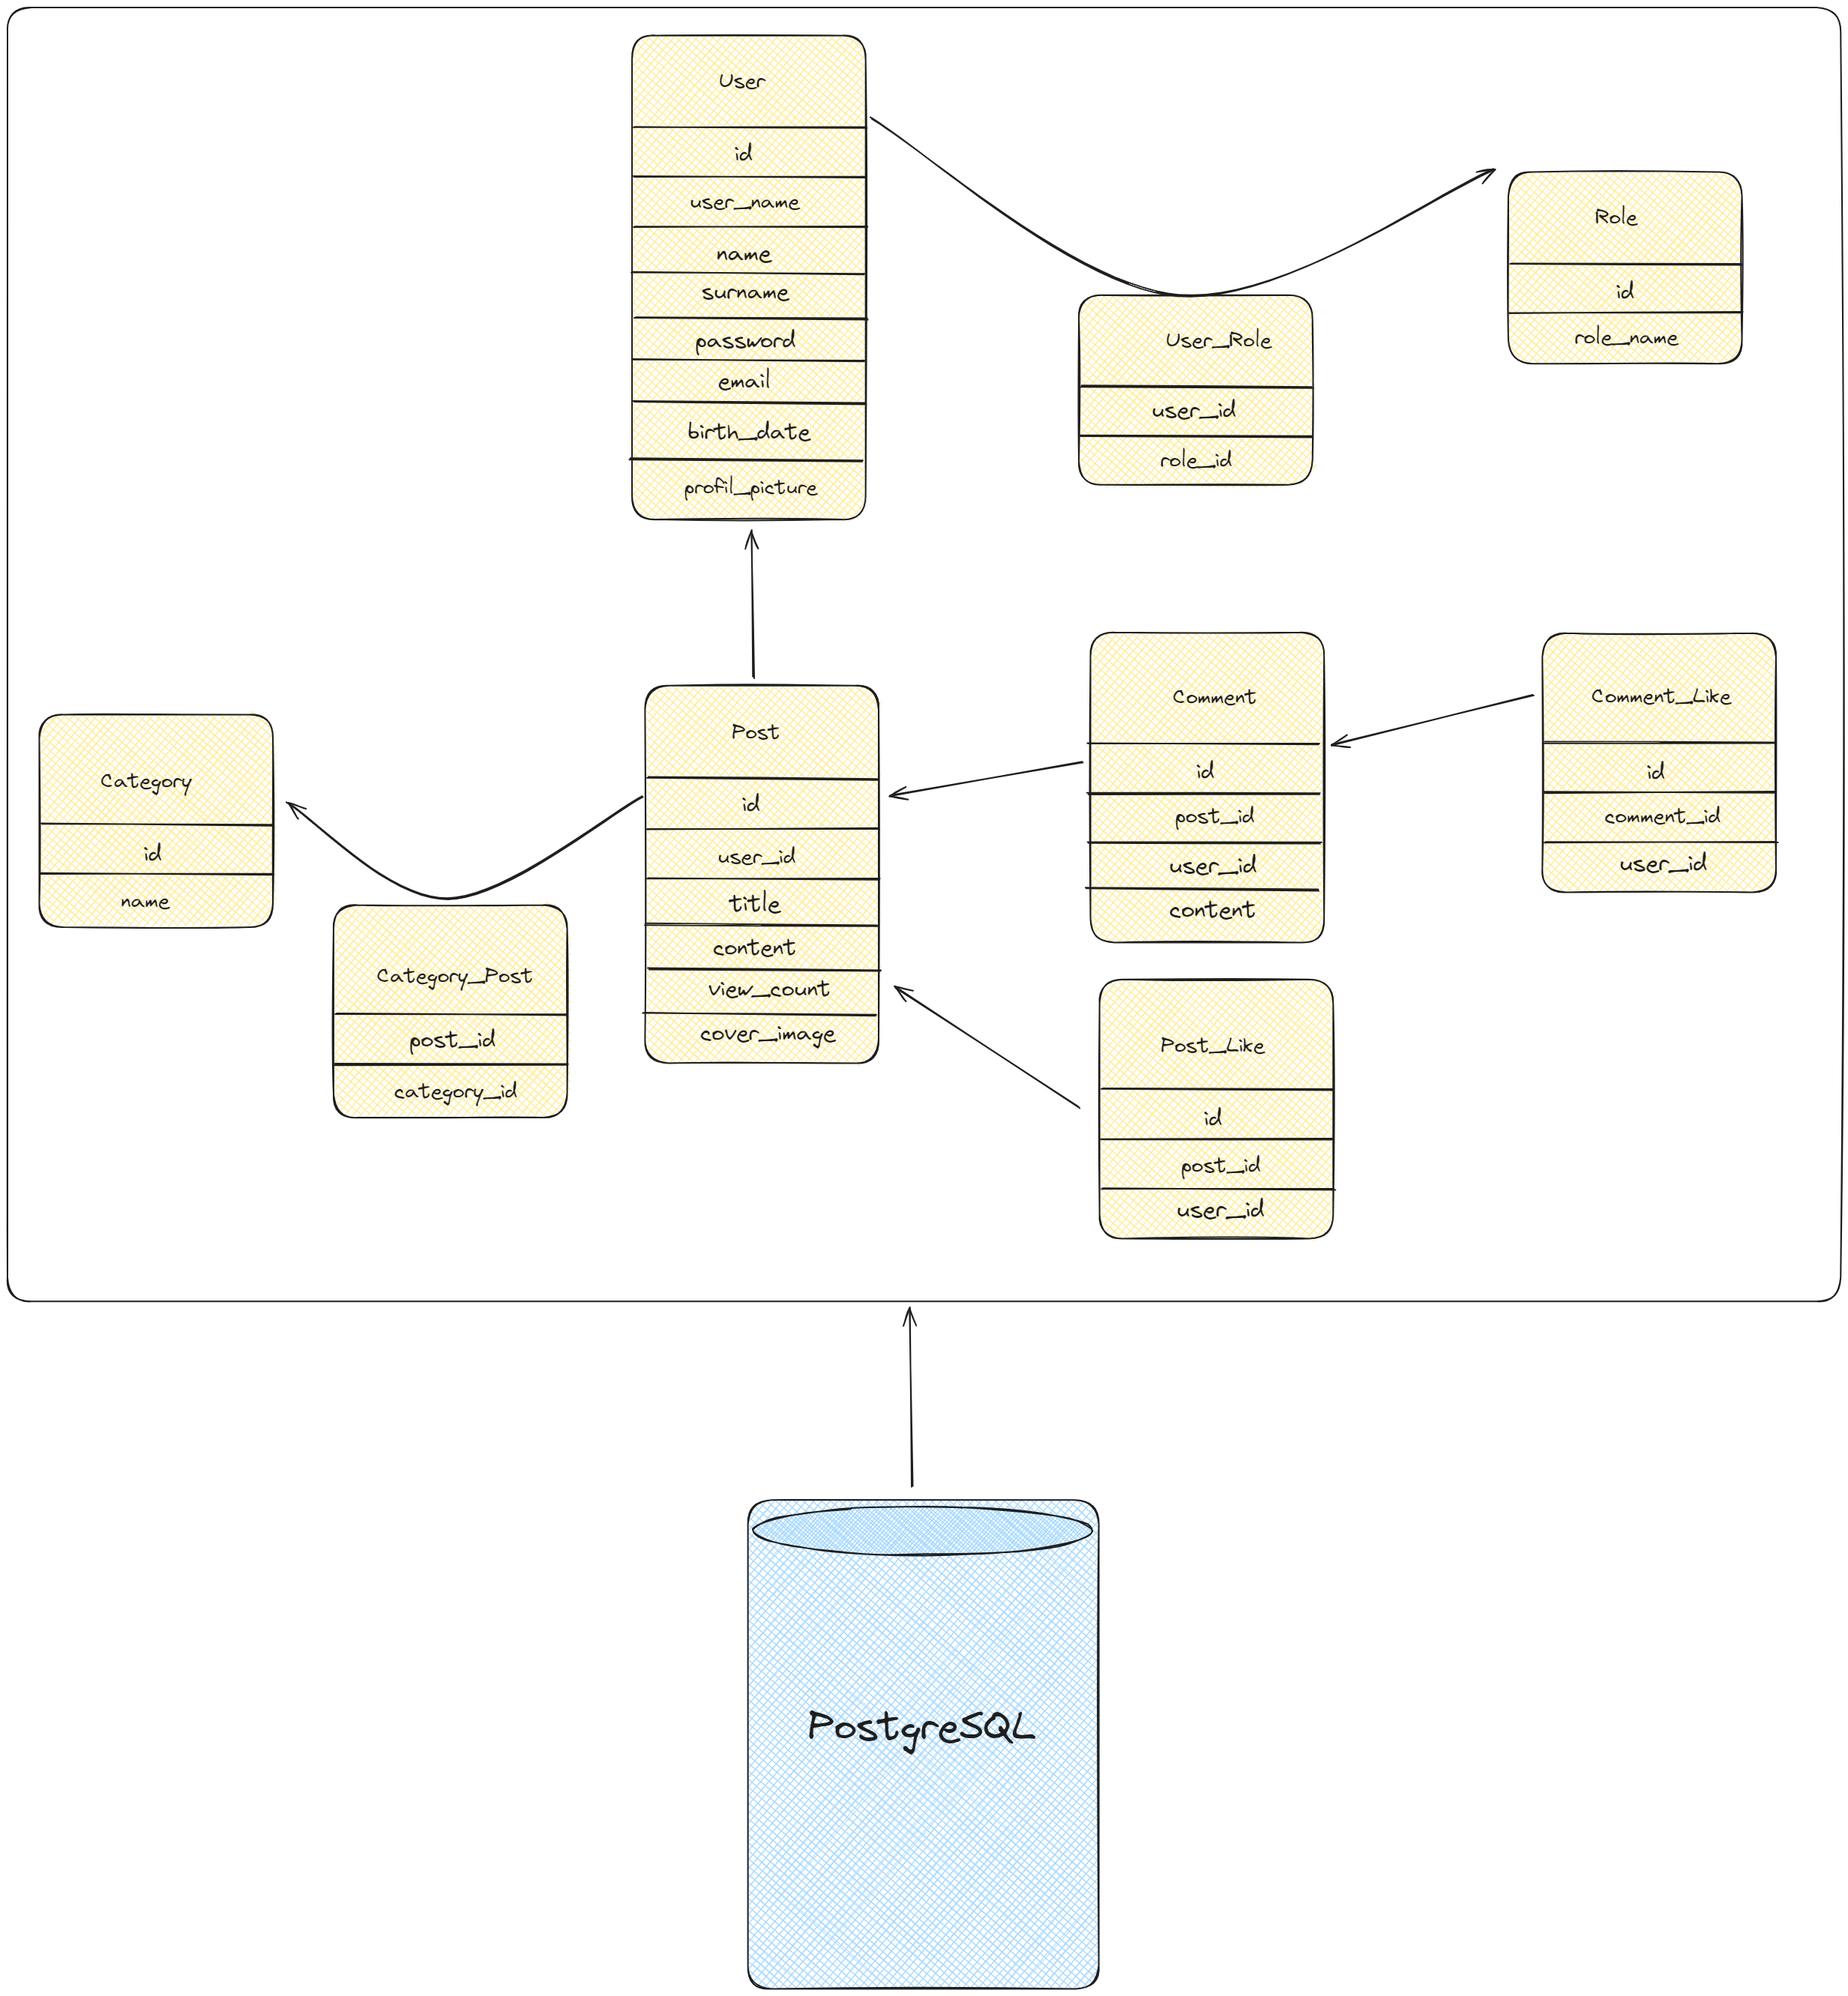 User
id
user_name
name
surname
password
email
birth_date
profil_picture
Role
id
role_name
User_Role
user_id
role_id
Category
id
name
Category_Post
post_id
category_id
Post
id
user_id
title
content
view_count
cover_image
Comment
id
post_id
user_id
content
Comment_Like
id
comment_id
user_id
Post_Like
id
post_id
user_id
PostgreSQL